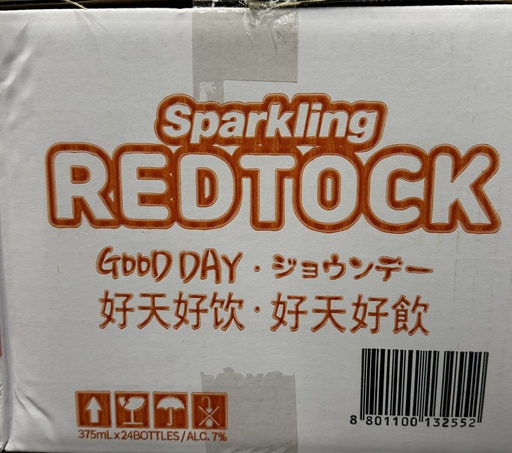 Sparkling
REDTOCK
GOOD DAY · ジョウンデー
好天好饮 · 好天好飲
375mL x 24BOTTLES / ALC. 7%
8 801100 132552